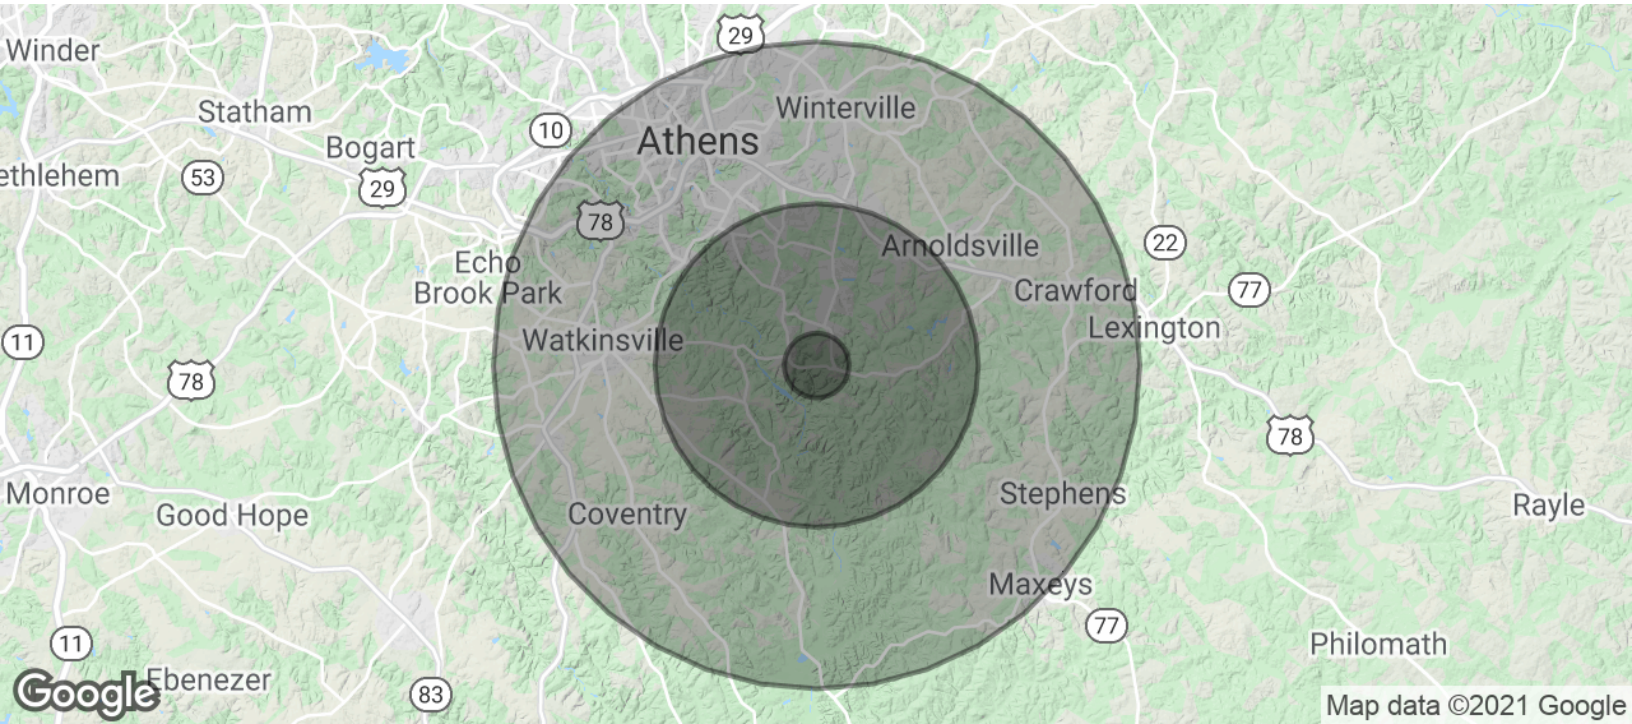 29
Winder
Statham
Winterville
10
Athens
Bogart
ethlehem
53
29
78
22
Arnoldsville
Echo
Brook Park
77
Crawford
Lexington
11
Watkinsville
78
78
Monroe
Stephens
Rayle
Good Hope
Coventry
Maxeys
77
11
Philomath
Ebenezer
83
Google
Map data ©2021 Google